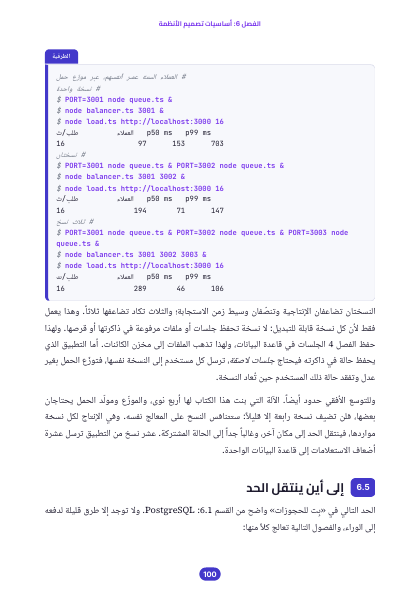 الفصل 6: أساسيات تصميم الأنظمة
الطرفية
# العملاء الستة عشر أنفسهم، عبر موازع حمل
# نسخة واحدة
$ PORT=3001 node queue.ts &
$ node balancer.ts 3001 &
$ node load.ts http://localhost:3000 16
طلب/ث العملاء p50 ms p99 ms
16 97 153 703
# نسختان
$ PORT=3001 node queue.ts & PORT=3002 node queue.ts &
$ node balancer.ts 3001 3002 &
$ node load.ts http://localhost:3000 16
طلب/ث العملاء p50 ms p99 ms
16 194 71 147
# ثلاث نسخ
$ PORT=3001 node queue.ts & PORT=3002 node queue.ts & PORT=3003 node
queue.ts &
$ node balancer.ts 3001 3002 3003 &
$ node load.ts http://localhost:3000 16
طلب/ث العملاء p50 ms p99 ms
16 289 46 106
النسختان تضاعفان الإنتاجية وتنصّفان وسيط زمن الاستجابة؛ والثلاث تكاد تضاعفها ثلاثاً. وهذا يعمل
فقط لأن كل نسخة قابلة للتبديل: لا نسخة تحفظ جلسات أو ملفات مرفوعة في ذاكرتها أو قرصها. ولهذا
حفظ الفصل 4 الجلسات في قاعدة البيانات، ولهذا تذهب الملفات إلى مخزن الكائنات. أما التطبيق الذي
يحفظ حالة في ذاكرته فيحتاج جلسات لاصقة، ترسل كل مستخدم إلى النسخة نفسها، فتوزّع الحمل بغير
عدل وتفقد حالة ذلك المستخدم حين تُعاد النسخة.
وللتوسع الأفقي حدود أيضاً. الآلة التي بنت هذا الكتاب لها أربع نوى، والموزّع ومولّد الحمل يحتاجان
بعضها، فلن تضيف نسخة رابعة إلا قليلاً: ستتنافس النسخ على المعالج نفسه. وفي الإنتاج لكل نسخة
مواردها، فينتقل الحد إلى مكان آخر، وغالباً جداً إلى الحالة المشتركة. عشر نسخ من التطبيق ترسل عشرة
أضعاف الاستعلامات إلى قاعدة البيانات الواحدة.
6.5 إلى أين ينتقل الحد
الحد التالي في «بِت للحجوزات» واضح من القسم 6.1: PostgreSQL. ولا توجد إلا طرق قليلة لدفعه
إلى الوراء، والفصول التالية تعالج كلاً منها:
100